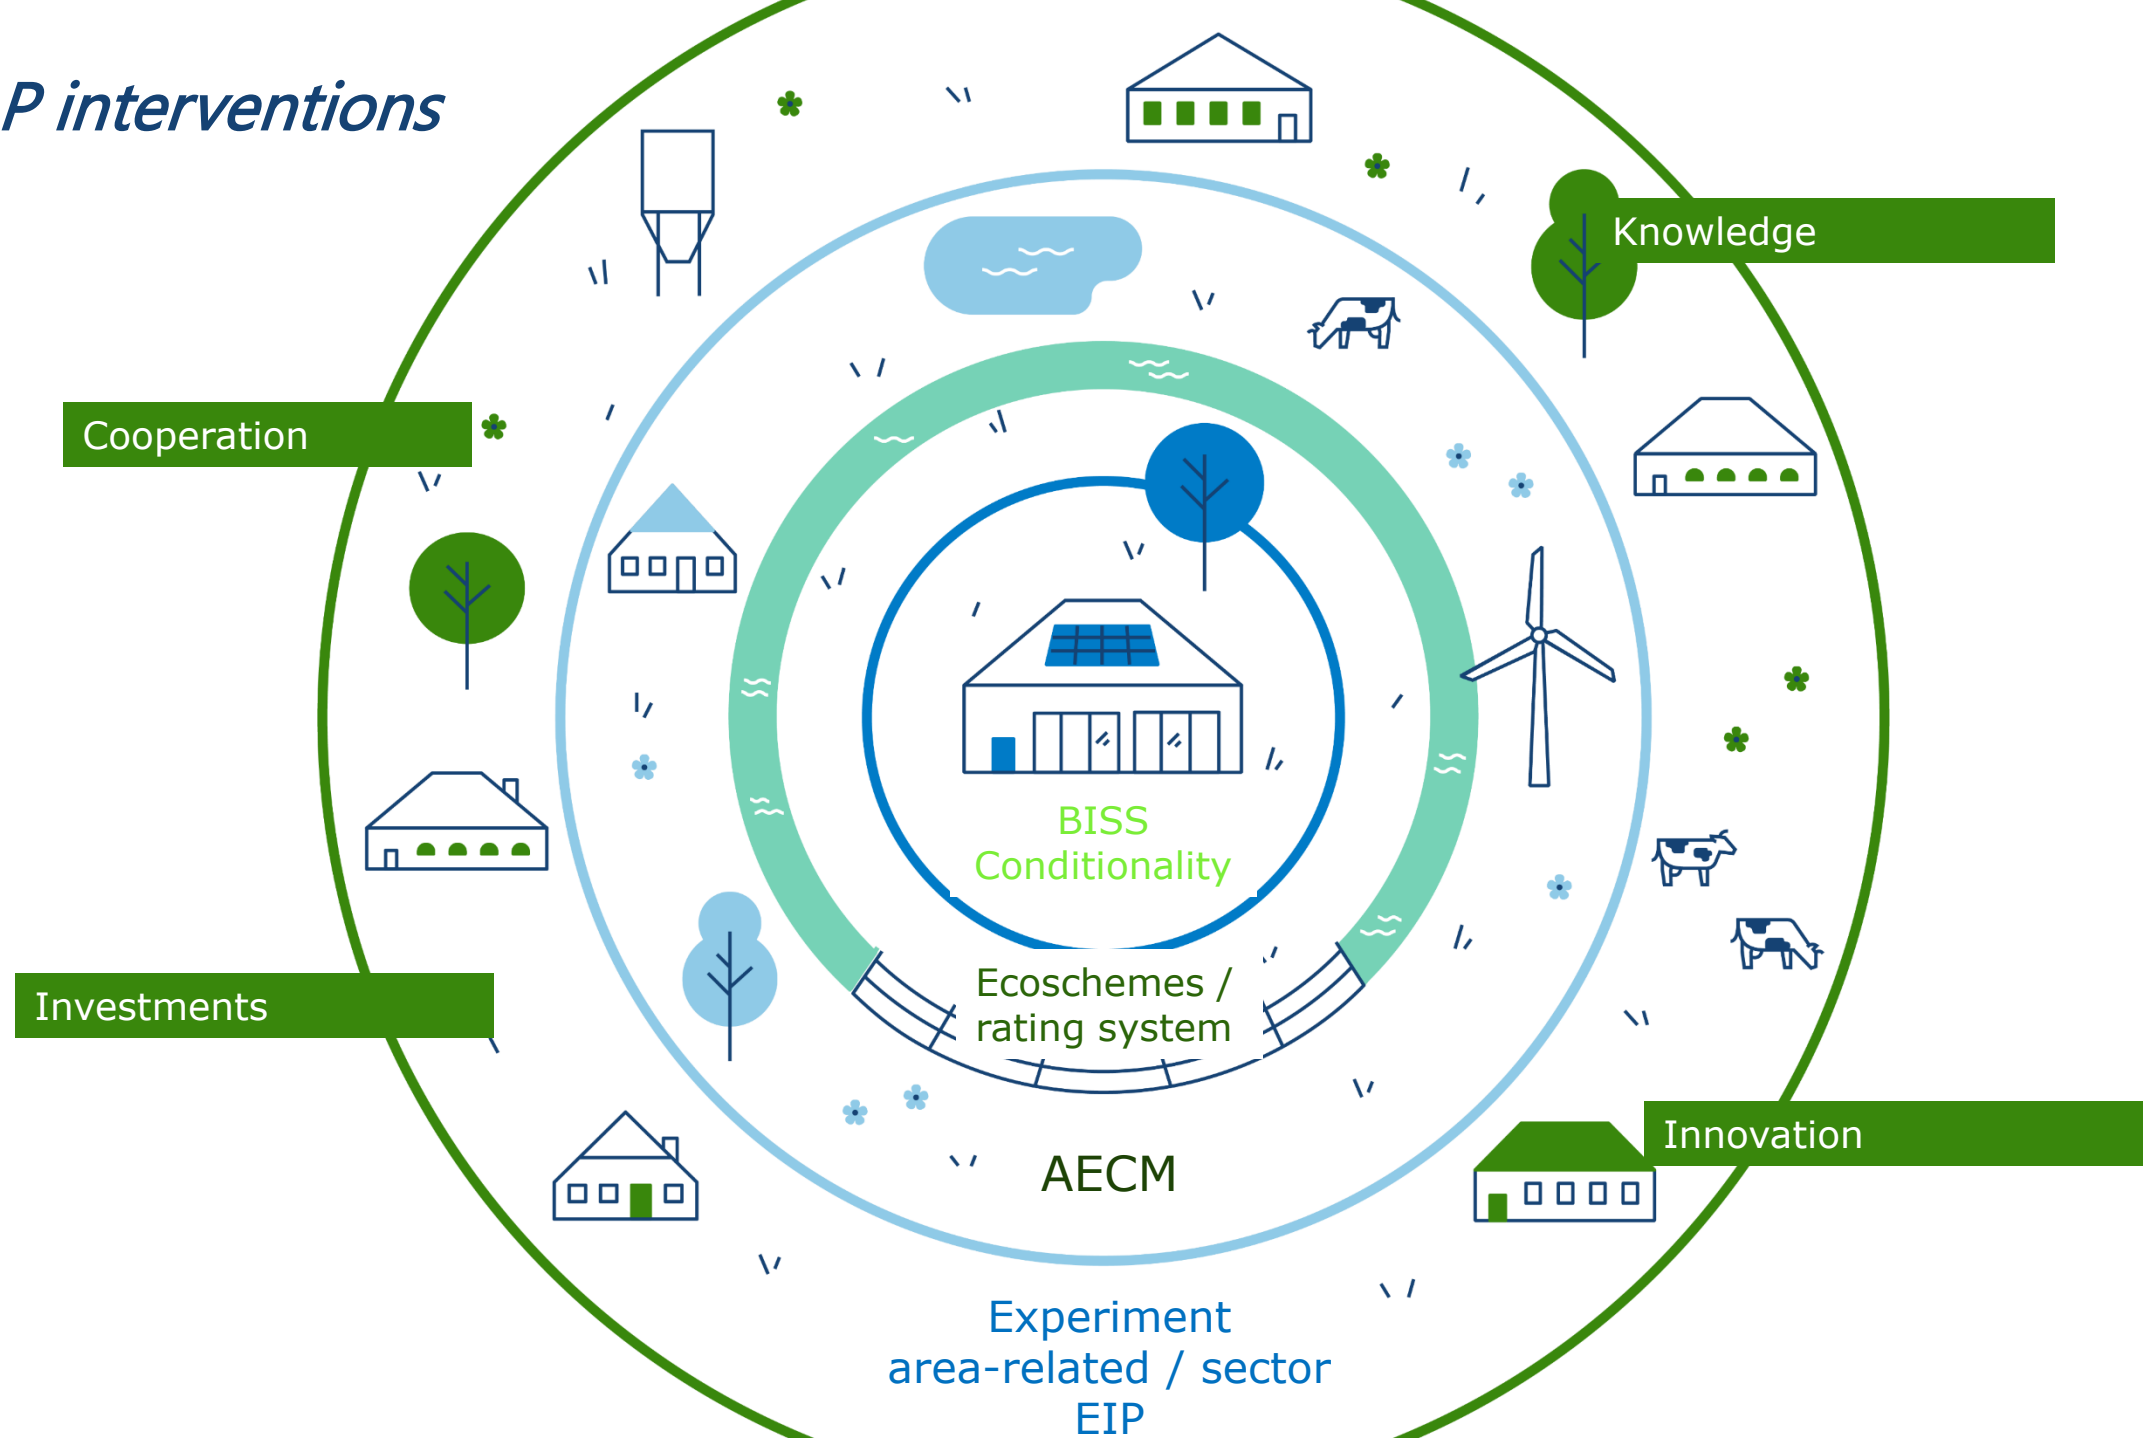 P interventions
Knowledge
Cooperation
BISS
Conditionality
Ecoschemes /
rating system
Investments
Innovation
AECM
Experiment
area-related / sector
EIP